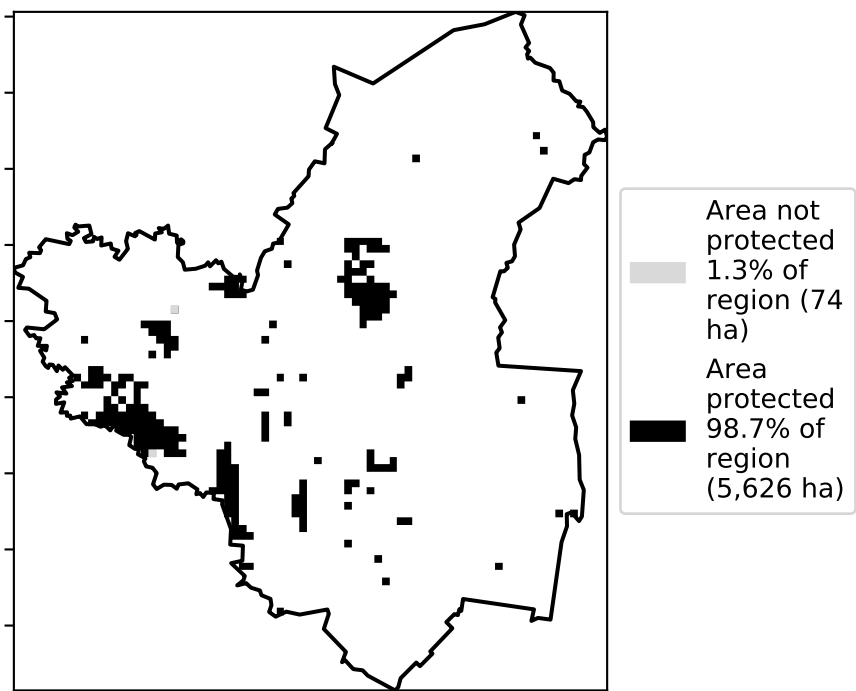 Area not
protected
1.3% of
region (74
ha)
Area
protected
98.7% of
region
(5,626 ha)